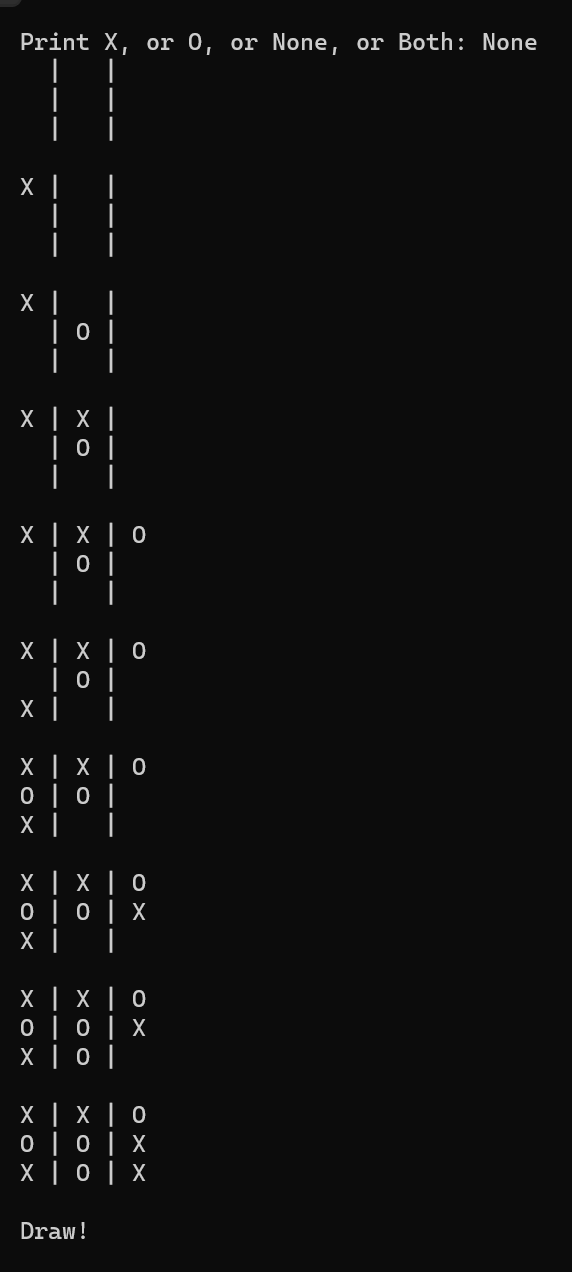 Print X, or O, or None, or Both: None
  |   |
  |   |
  |   |

X |   |
  |   |
  |   |

X |   |
  | O |
  |   |

X | X |
  | O |
  |   |

X | X | O
  | O |
  |   |

X | X | O
  | O |
X |   |

X | X | O
O | O |
X |   |

X | X | O
O | O | X
X |   |

X | X | O
O | O | X
X | O |

X | X | O
O | O | X
X | O | X

Draw!